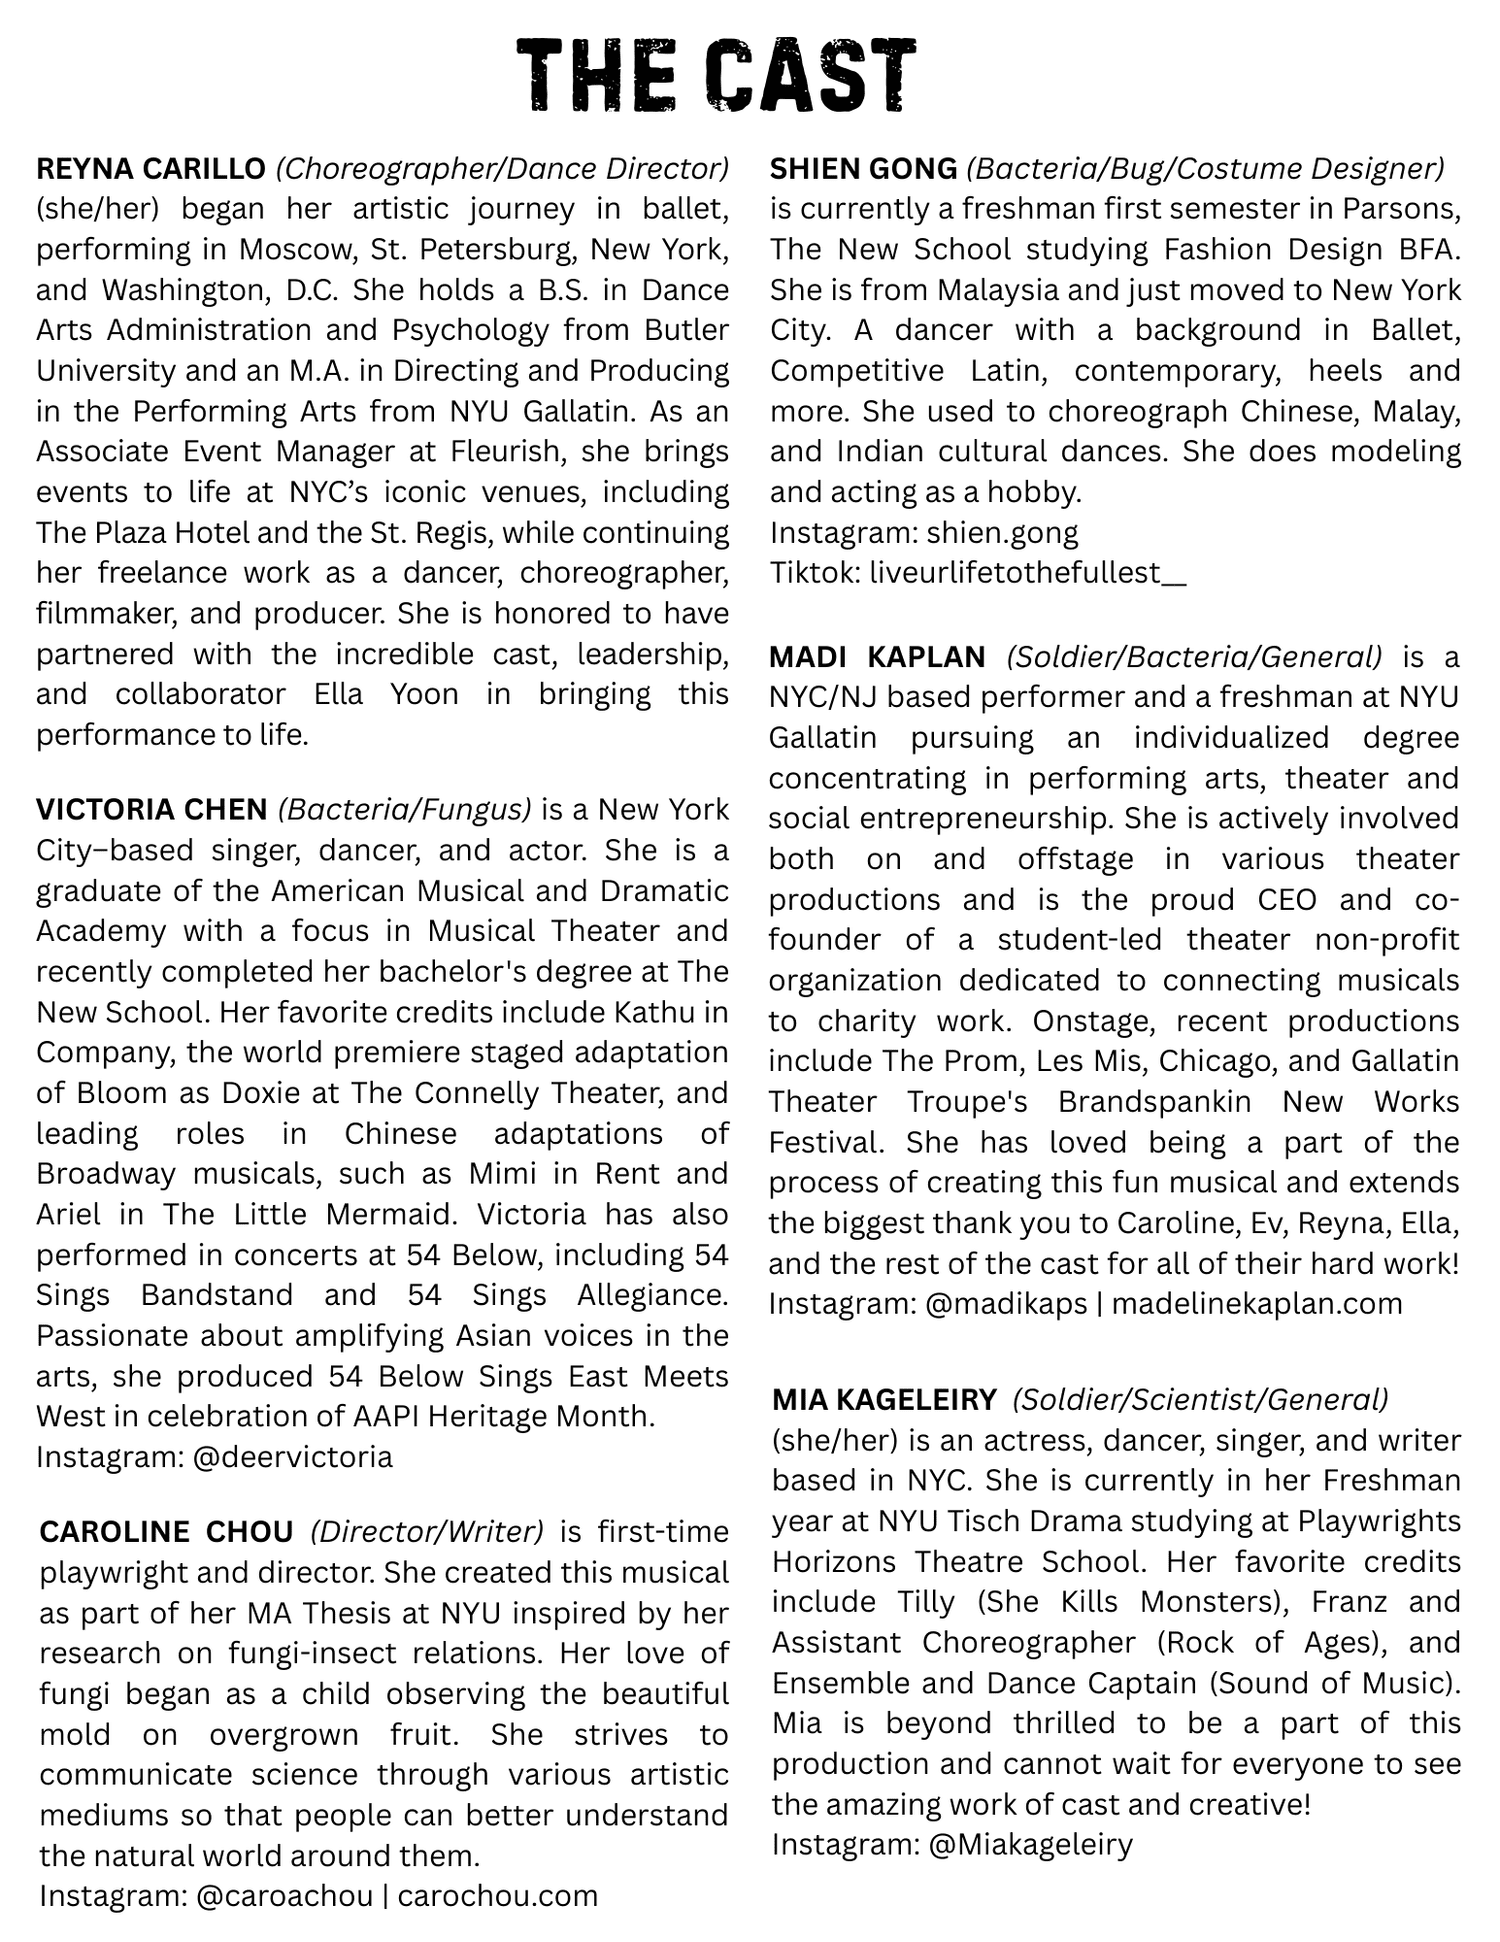 THE CAST
REYNA CARILLO (Choreographer/Dance Director)
(she/her) began her artistic journey in ballet,
performing in Moscow, St. Petersburg, New York,
and Washington, D.C. She holds a B.S. in Dance
Arts Administration and Psychology from Butler
University and an M.A. in Directing and Producing
in the Performing Arts from NYU Gallatin. As an
Associate Event Manager at Fleurish, she brings
events to life at NYC’s iconic venues, including
The Plaza Hotel and the St. Regis, while continuing
her freelance work as a dancer, choreographer,
filmmaker, and producer. She is honored to have
partnered with the incredible cast, leadership,
and collaborator Ella Yoon in bringing this
performance to life.
VICTORIA CHEN (Bacteria/Fungus) is a New York
City–based singer, dancer, and actor. She is a
graduate of the American Musical and Dramatic
Academy with a focus in Musical Theater and
recently completed her bachelor's degree at The
New School. Her favorite credits include Kathu in
Company, the world premiere staged adaptation
of Bloom as Doxie at The Connelly Theater, and
leading roles in Chinese adaptations of
Broadway musicals, such as Mimi in Rent and
Ariel in The Little Mermaid. Victoria has also
performed in concerts at 54 Below, including 54
Sings Bandstand and 54 Sings Allegiance.
Passionate about amplifying Asian voices in the
arts, she produced 54 Below Sings East Meets
West in celebration of AAPI Heritage Month.
Instagram: @deervictoria
CAROLINE CHOU (Director/Writer) is first-time
playwright and director. She created this musical
as part of her MA Thesis at NYU inspired by her
research on fungi-insect relations. Her love of
fungi began as a child observing the beautiful
mold on overgrown fruit. She strives to
communicate science through various artistic
mediums so that people can better understand
the natural world around them.
Instagram: @caroachou | carochou.com
SHIEN GONG (Bacteria/Bug/Costume Designer)
is currently a freshman first semester in Parsons,
The New School studying Fashion Design BFA.
She is from Malaysia and just moved to New York
City. A dancer with a background in Ballet,
Competitive Latin, contemporary, heels and
more. She used to choreograph Chinese, Malay,
and Indian cultural dances. She does modeling
and acting as a hobby.
Instagram: shien.gong
Tiktok: liveurlifetothefullest__
MADI KAPLAN (Soldier/Bacteria/General) is a
NYC/NJ based performer and a freshman at NYU
Gallatin pursuing an individualized degree
concentrating in performing arts, theater and
social entrepreneurship. She is actively involved
both on and offstage in various theater
productions and is the proud CEO and co-
founder of a student-led theater non-profit
organization dedicated to connecting musicals
to charity work. Onstage, recent productions
include The Prom, Les Mis, Chicago, and Gallatin
Theater Troupe's Brandspankin New Works
Festival. She has loved being a part of the
process of creating this fun musical and extends
the biggest thank you to Caroline, Ev, Reyna, Ella,
and the rest of the cast for all of their hard work!
Instagram: @madikaps | madelinekaplan.com
MIA KAGELEIRY (Soldier/Scientist/General)
(she/her) is an actress, dancer, singer, and writer
based in NYC. She is currently in her Freshman
year at NYU Tisch Drama studying at Playwrights
Horizons Theatre School. Her favorite credits
include Tilly (She Kills Monsters), Franz and
Assistant Choreographer (Rock of Ages), and
Ensemble and Dance Captain (Sound of Music).
Mia is beyond thrilled to be a part of this
production and cannot wait for everyone to see
the amazing work of cast and creative!
Instagram: @Miakageleiry